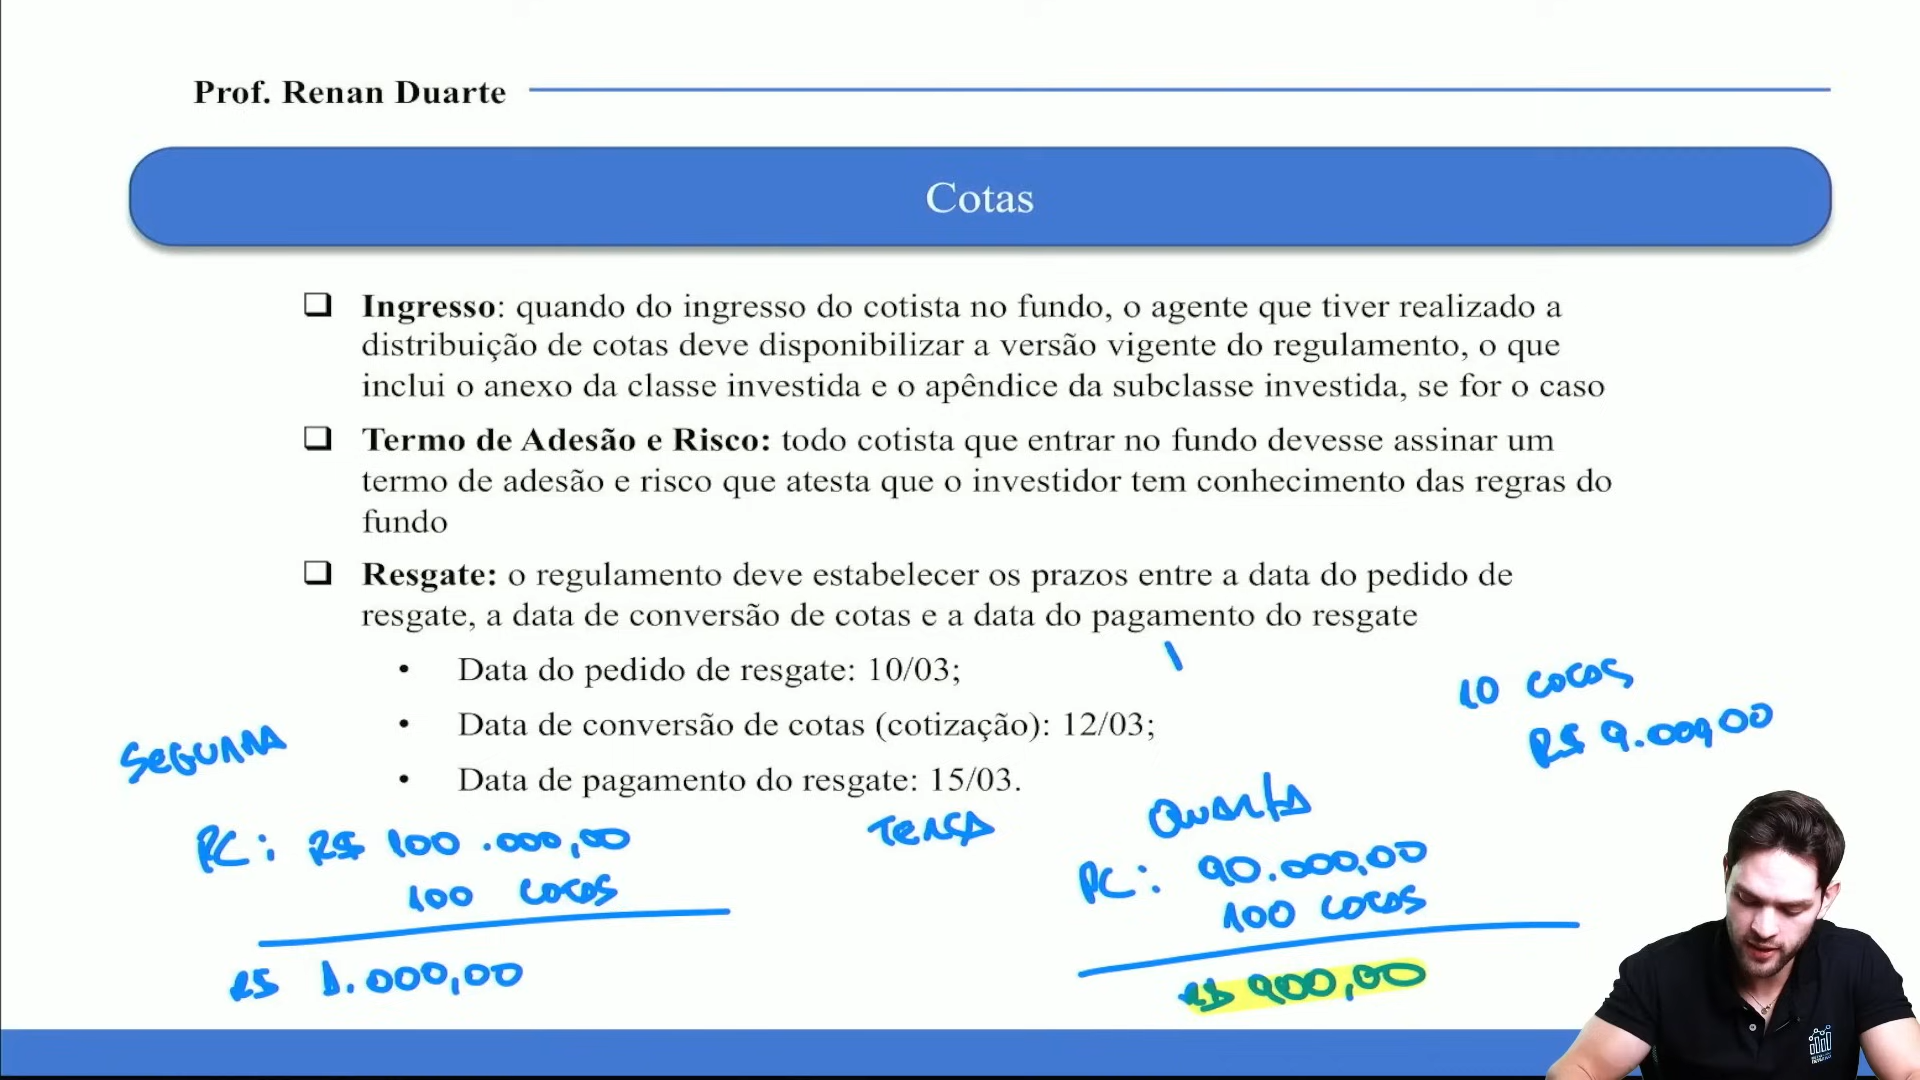 Prof. Renan Duarte
Cotas
❑ Ingresso: quando do ingresso do cotista no fundo, o agente que tiver realizado a
distribuição de cotas deve disponibilizar a versão vigente do regulamento, o que
inclui o anexo da classe investida e o apêndice da subclasse investida, se for o caso
❑ Termo de Adesão e Risco: todo cotista que entrar no fundo devesse assinar um
termo de adesão e risco que atesta que o investidor tem conhecimento das regras do
fundo
❑ Resgate: o regulamento deve estabelecer os prazos entre a data do pedido de
resgate, a data de conversão de cotas e a data do pagamento do resgate
• Data do pedido de resgate: 10/03;
• Data de conversão de cotas (cotização): 12/03;
• Data de pagamento do resgate: 15/03.
10 COTAS
R$ 9.000,00
SEGUNDA
PL: R$ 100.000,00
100 COTAS
R$ 1.000,00
TERÇA
QUARTA
PL: 90.000,00
100 COTAS
R$ 900,00